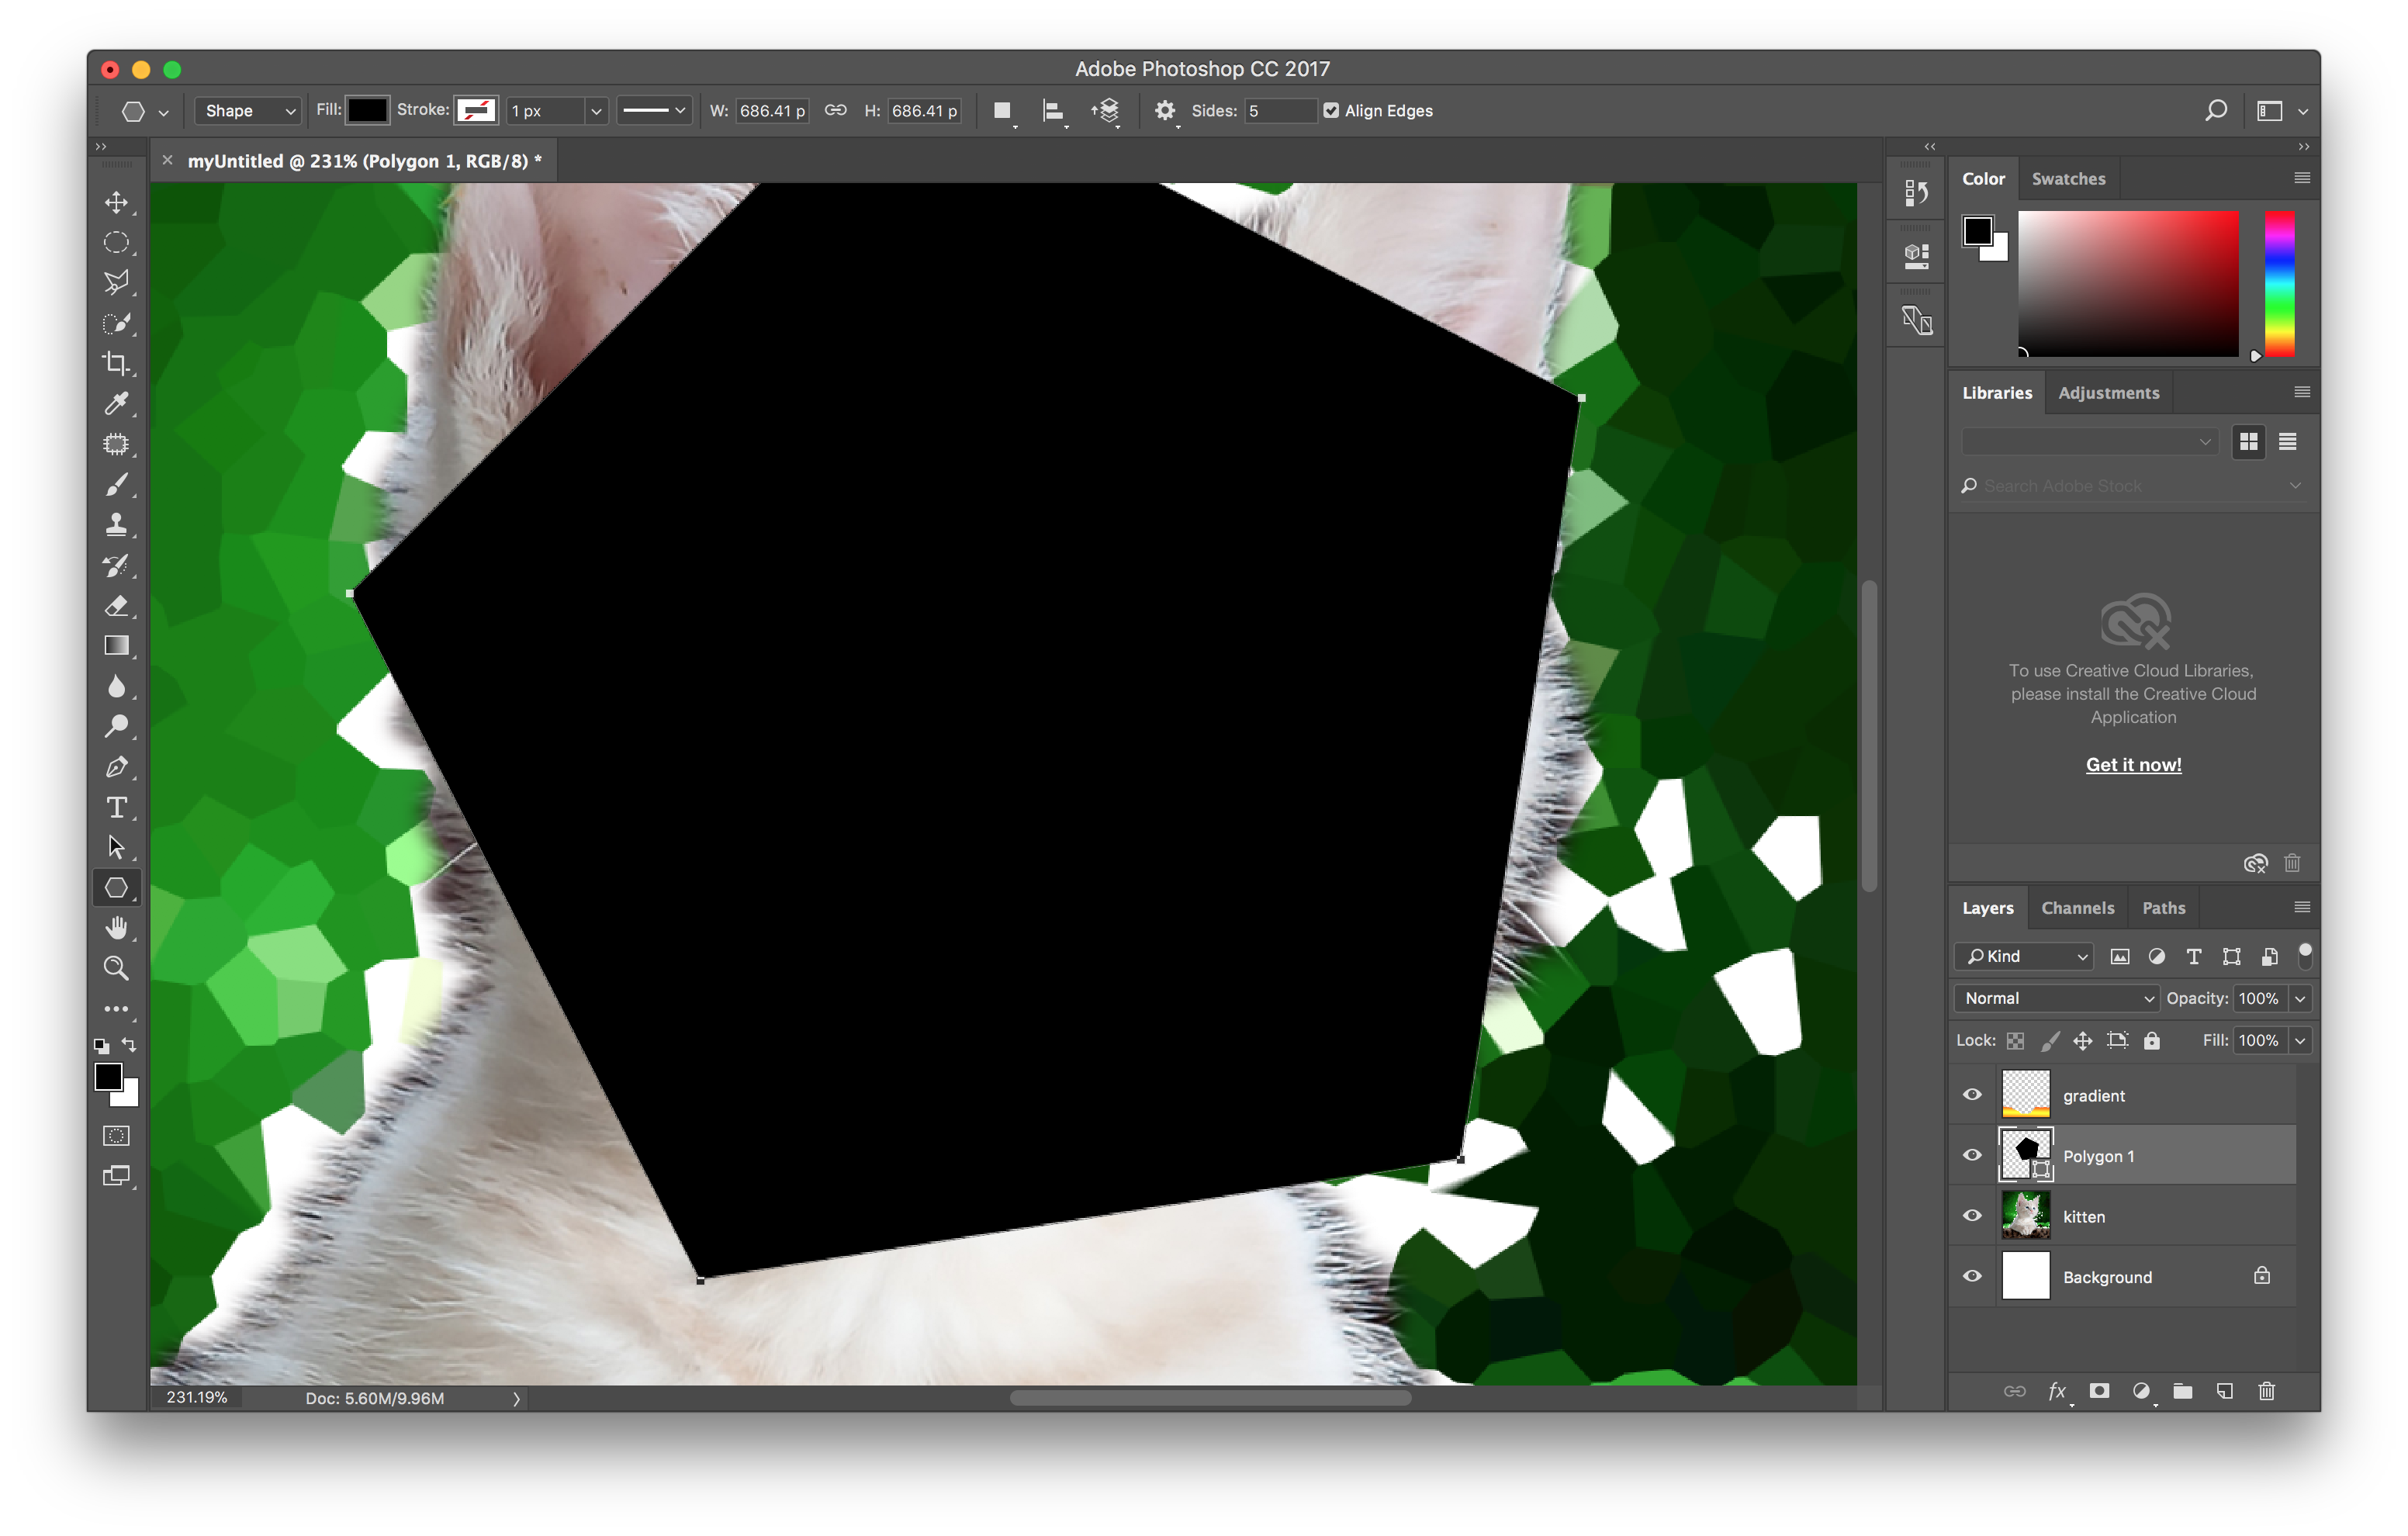 Adobe Photoshop CC 2017
Shape Fill: Stroke: 1 px W: 686.41 p H: 686.41 p Sides: 5 Align Edges
myUntitled @ 231% (Polygon 1, RGB/8) *
Color Swatches
Libraries Adjustments
Search Adobe Stock
To use Creative Cloud Libraries,
please install the Creative Cloud
Application
Get it now!
Layers Channels Paths
Kind
Normal Opacity: 100%
Lock: Fill: 100%
gradient
Polygon 1
kitten
Background
fx
231.19% Doc: 5.60M/9.96M